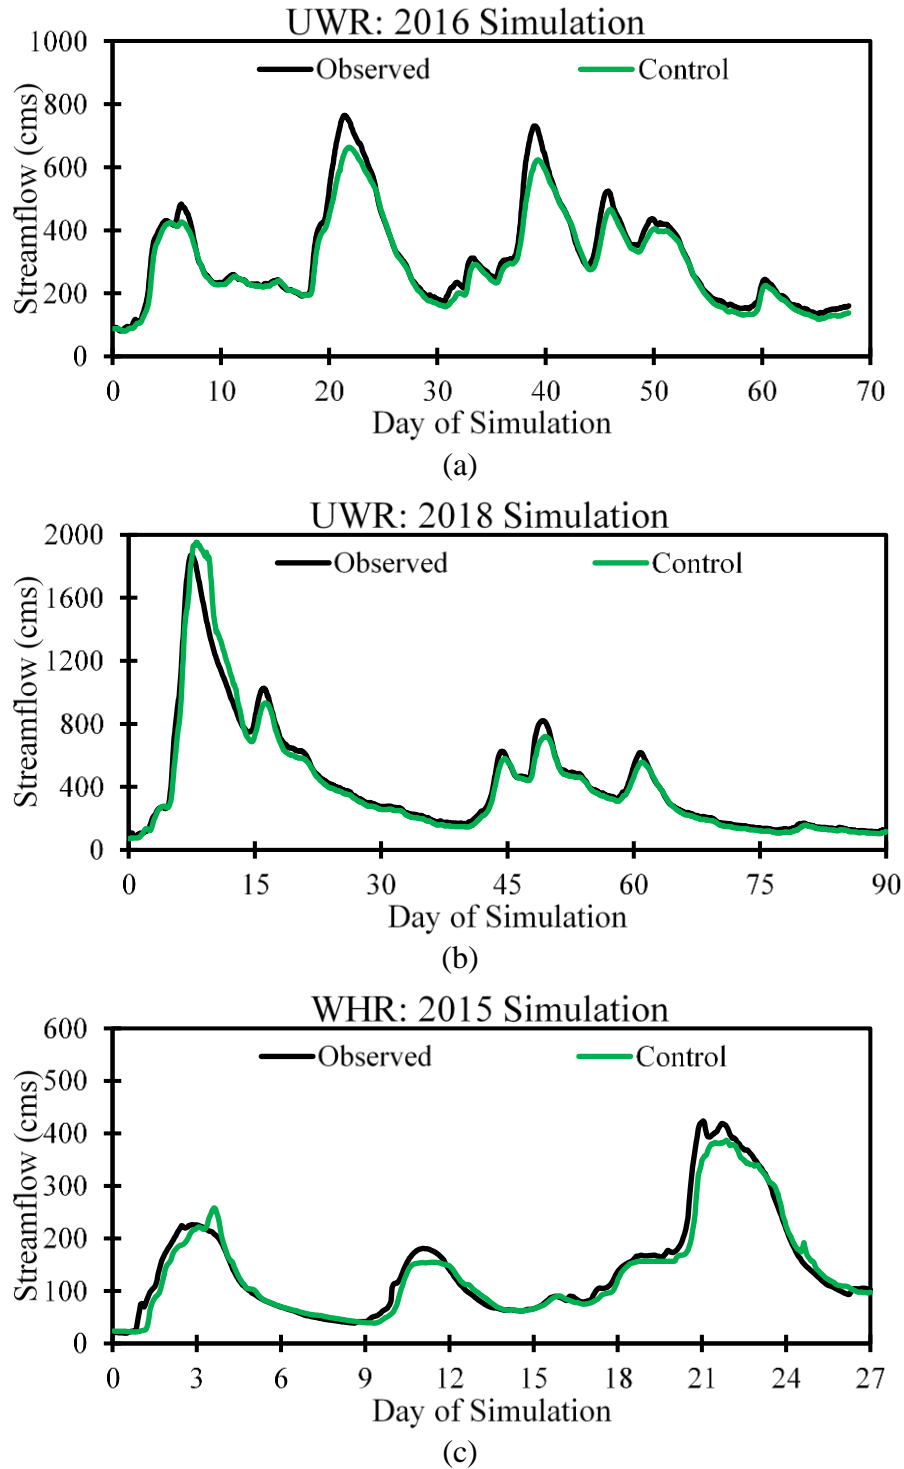 UWR: 2016 Simulation
Observed Control
Streamflow (cms)
1000
800
600
400
200
0
0 10 20 30 40 50 60 70
Day of Simulation
(a)
UWR: 2018 Simulation
Observed Control
Streamflow (cms)
2000
1600
1200
800
400
0
0 15 30 45 60 75 90
Day of Simulation
(b)
WHR: 2015 Simulation
Observed Control
Streamflow (cms)
600
500
400
300
200
100
0
0 3 6 9 12 15 18 21 24 27
Day of Simulation
(c)